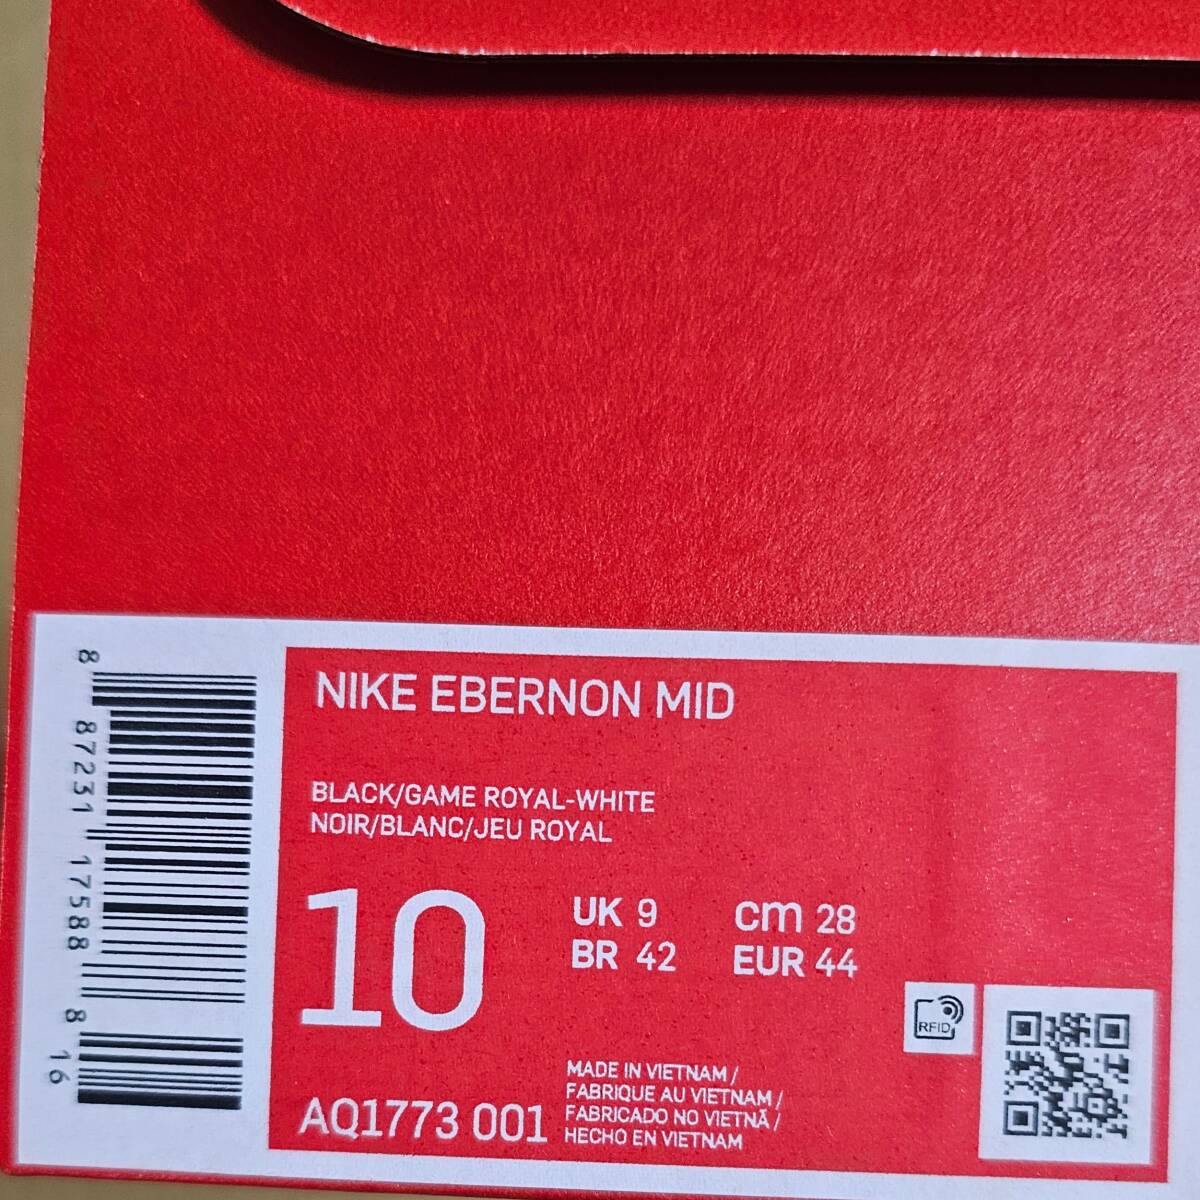 NIKE EBERNON MID
BLACK/GAME ROYAL-WHITE
NOIR/BLANC/JEU ROYAL
10
UK 9 cm 28
BR 42 EUR 44
RFID
MADE IN VIETNAM /
FABRIQUE AU VIETNAM /
FABRICADO NO VIETNÃ /
HECHO EN VIETNAM
AQ1773 001
8 87231 17588 8 16